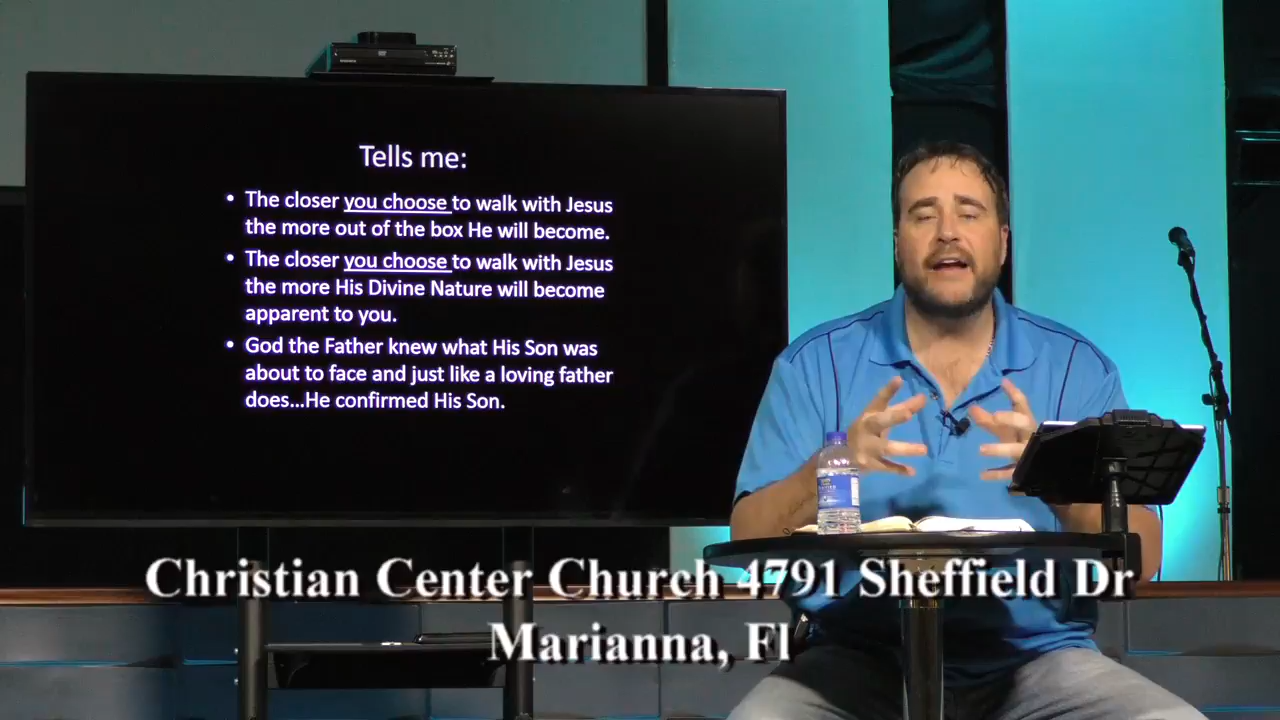 Tells me:
• The closer you choose to walk with Jesus
the more out of the box He will become.
• The closer you choose to walk with Jesus
the more His Divine Nature will become
apparent to you.
• God the Father knew what His Son was
about to face and just like a loving father
does...He confirmed His Son.
Christian Center Church 4791 Sheffield Dr
Marianna, Fl